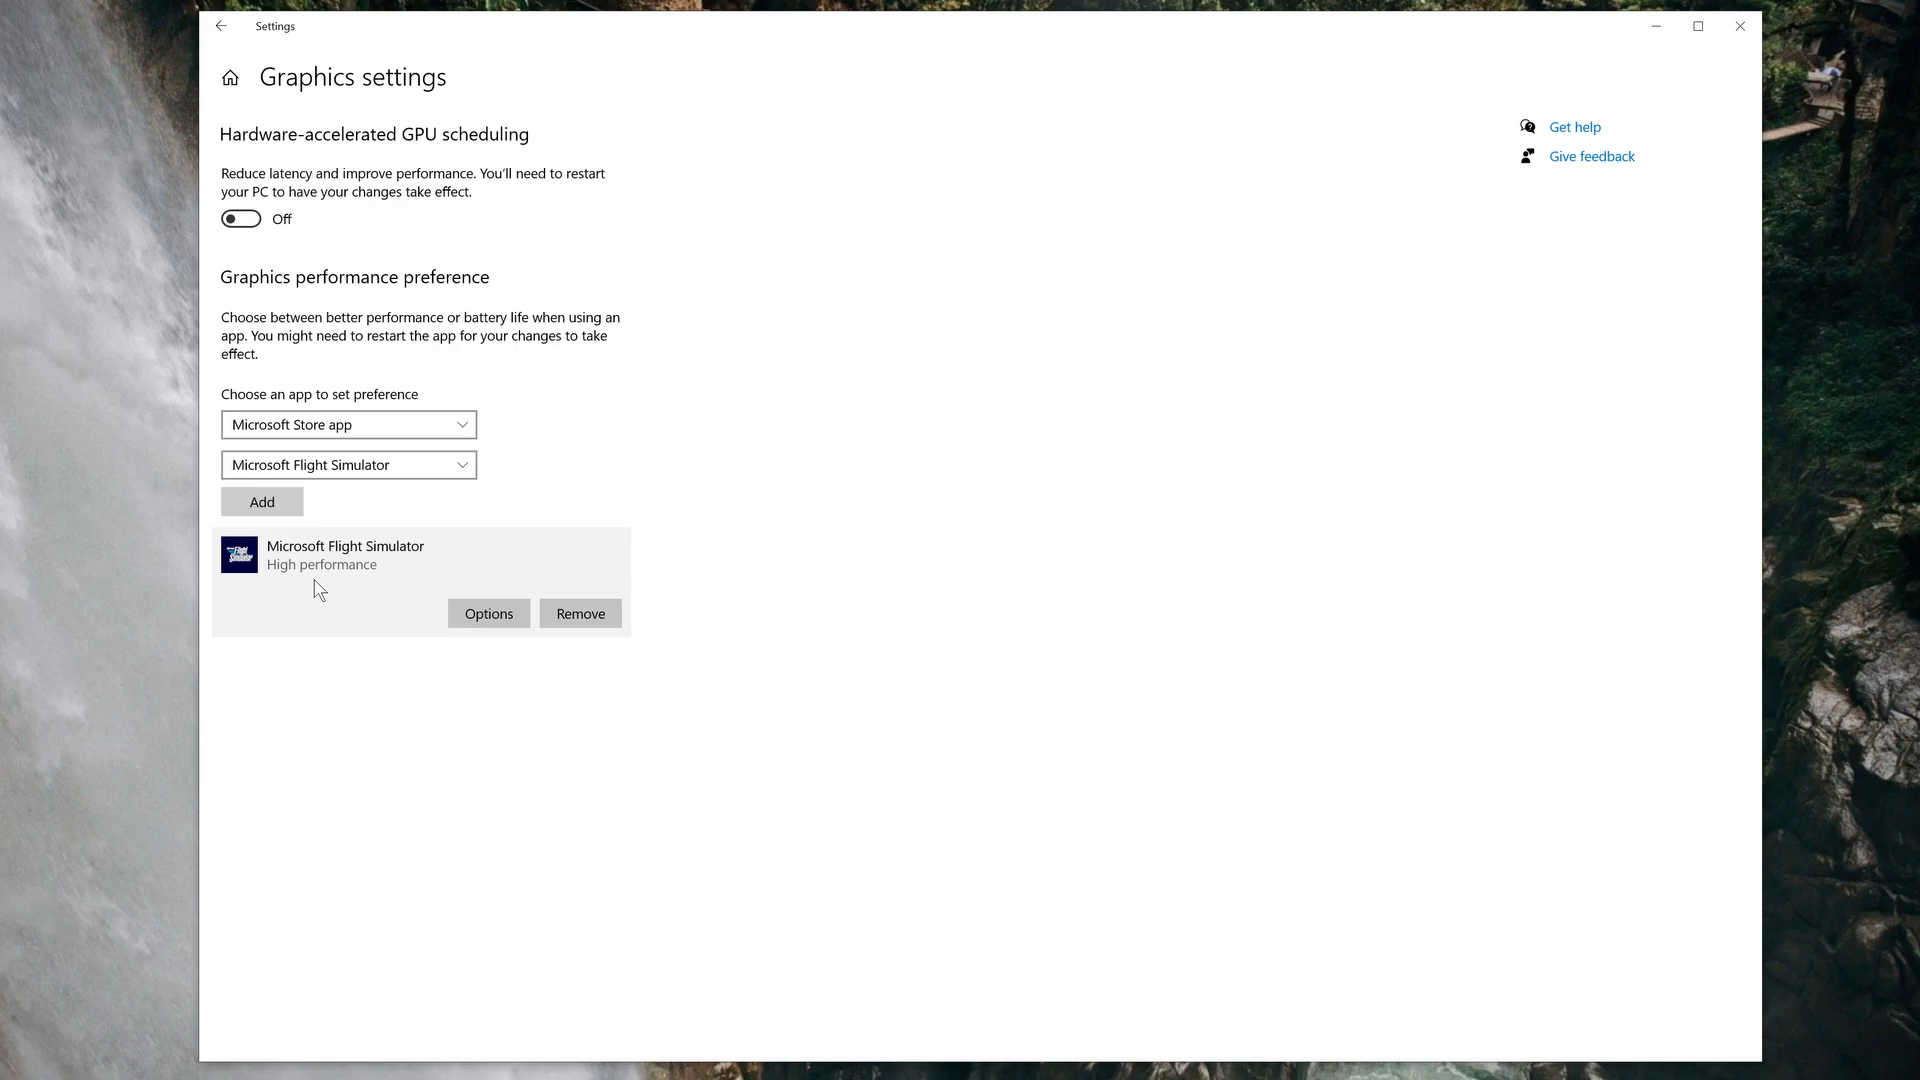 Settings
Graphics settings
Hardware-accelerated GPU scheduling
Reduce latency and improve performance. You'll need to restart
your PC to have your changes take effect.
Off
Graphics performance preference
Choose between better performance or battery life when using an
app. You might need to restart the app for your changes to take
effect.
Choose an app to set preference
Microsoft Store app
Microsoft Flight Simulator
Add
Flight
Simulator
Microsoft Flight Simulator
High performance
Options
Remove
Get help
Give feedback